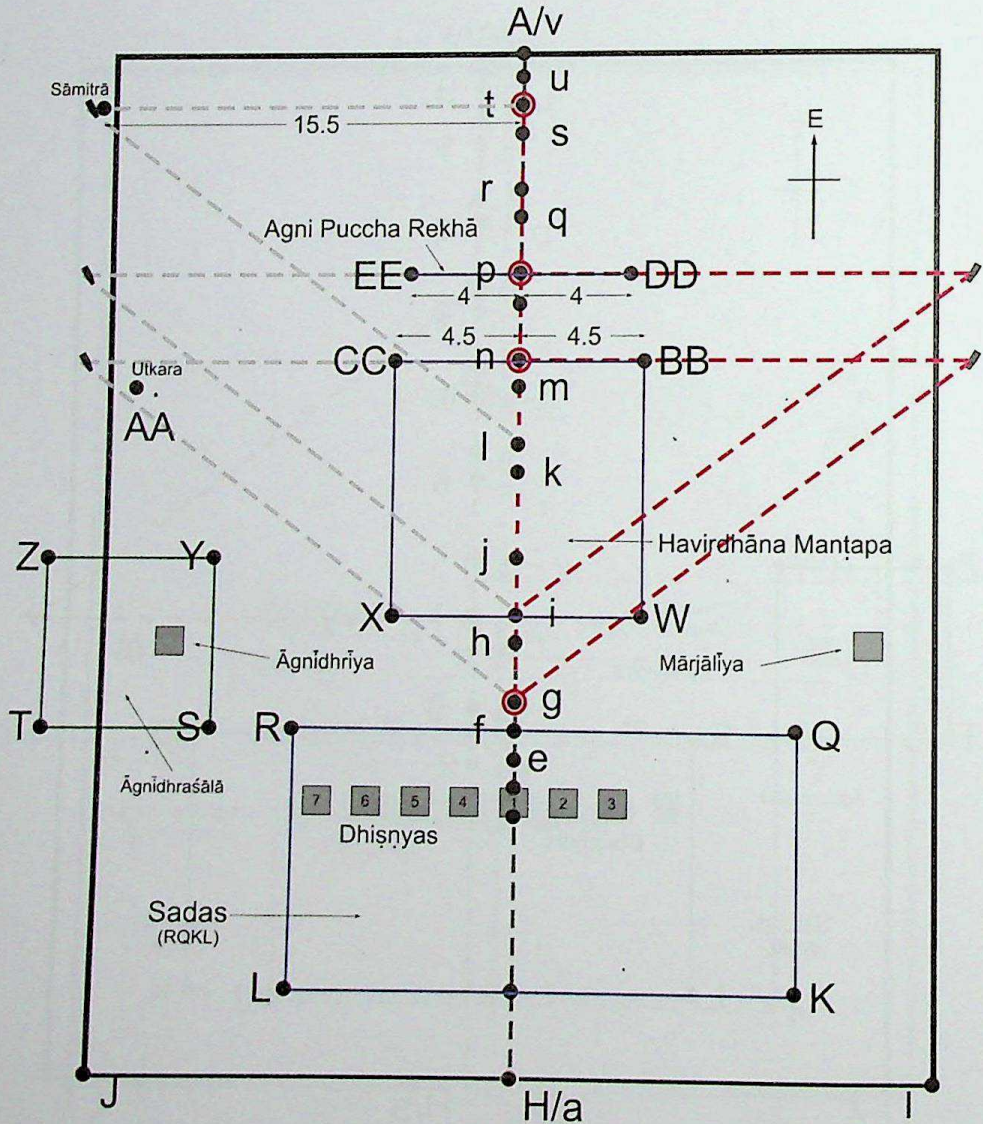 A/v
u
Sāmitrā
t
15.5
s
E
r
q
Agni Puccha Rekhā
EE
p
DD
4
4
4.5
4.5
CC
n
BB
Utkara
m
AA
l
k
Z
Y
j
Havirdhāna Maṇṭapa
X
i
W
h
Āgnīdhrīya
Mārjālīya
g
T
S
R
f
Q
e
Āgnīdhraśālā
7
6
5
4
1
2
3
Dhiṣṇyas
Sadas
(RQKL)
L
K
J
H/a
I